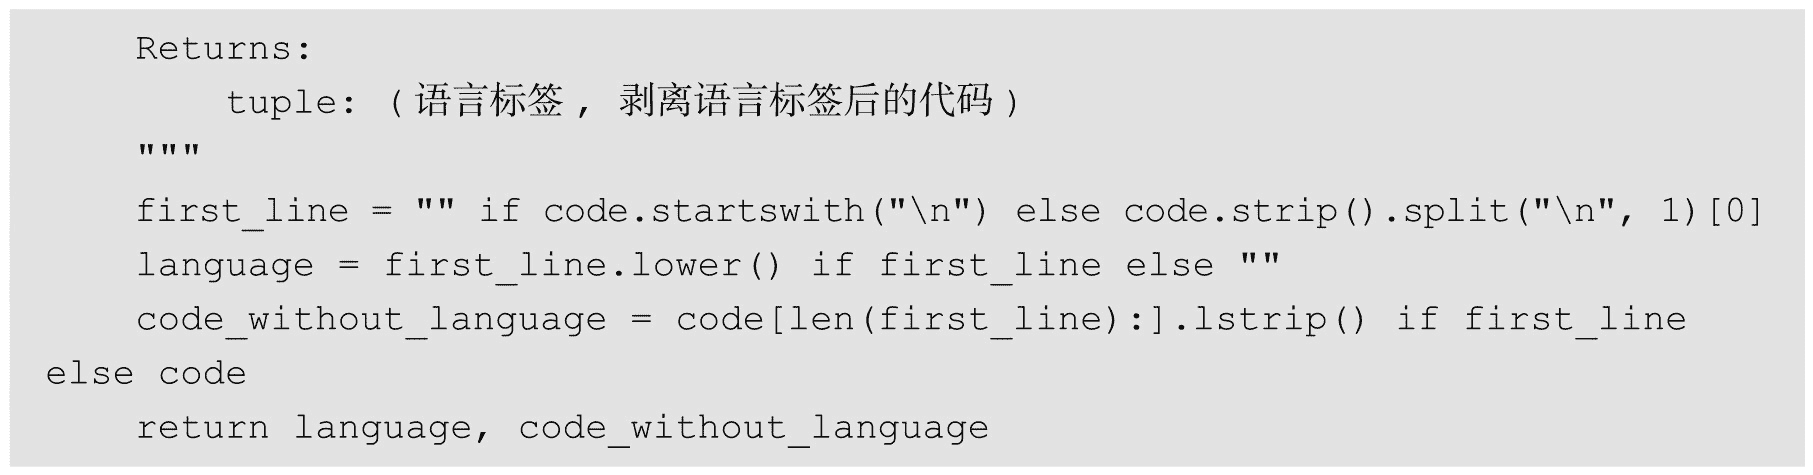 Returns:
tuple: (语言标签, 剥离语言标签后的代码)
"""
first_line = "" if code.startswith("\n") else code.strip().split("\n", 1)[0]
language = first_line.lower() if first_line else ""
code_without_language = code[len(first_line):].lstrip() if first_line
else code
return language, code_without_language